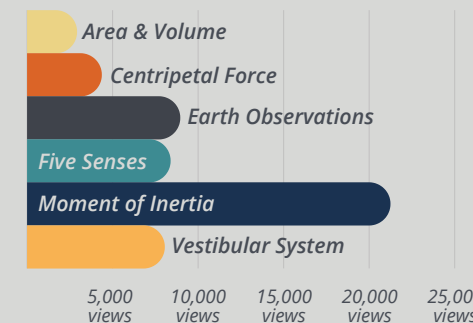 Area & Volume
Centripetal Force
Earth Observations
Five Senses
Moment of Inertia
Vestibular System
5,000 10,000 15,000 20,000 25,00
views views views views view